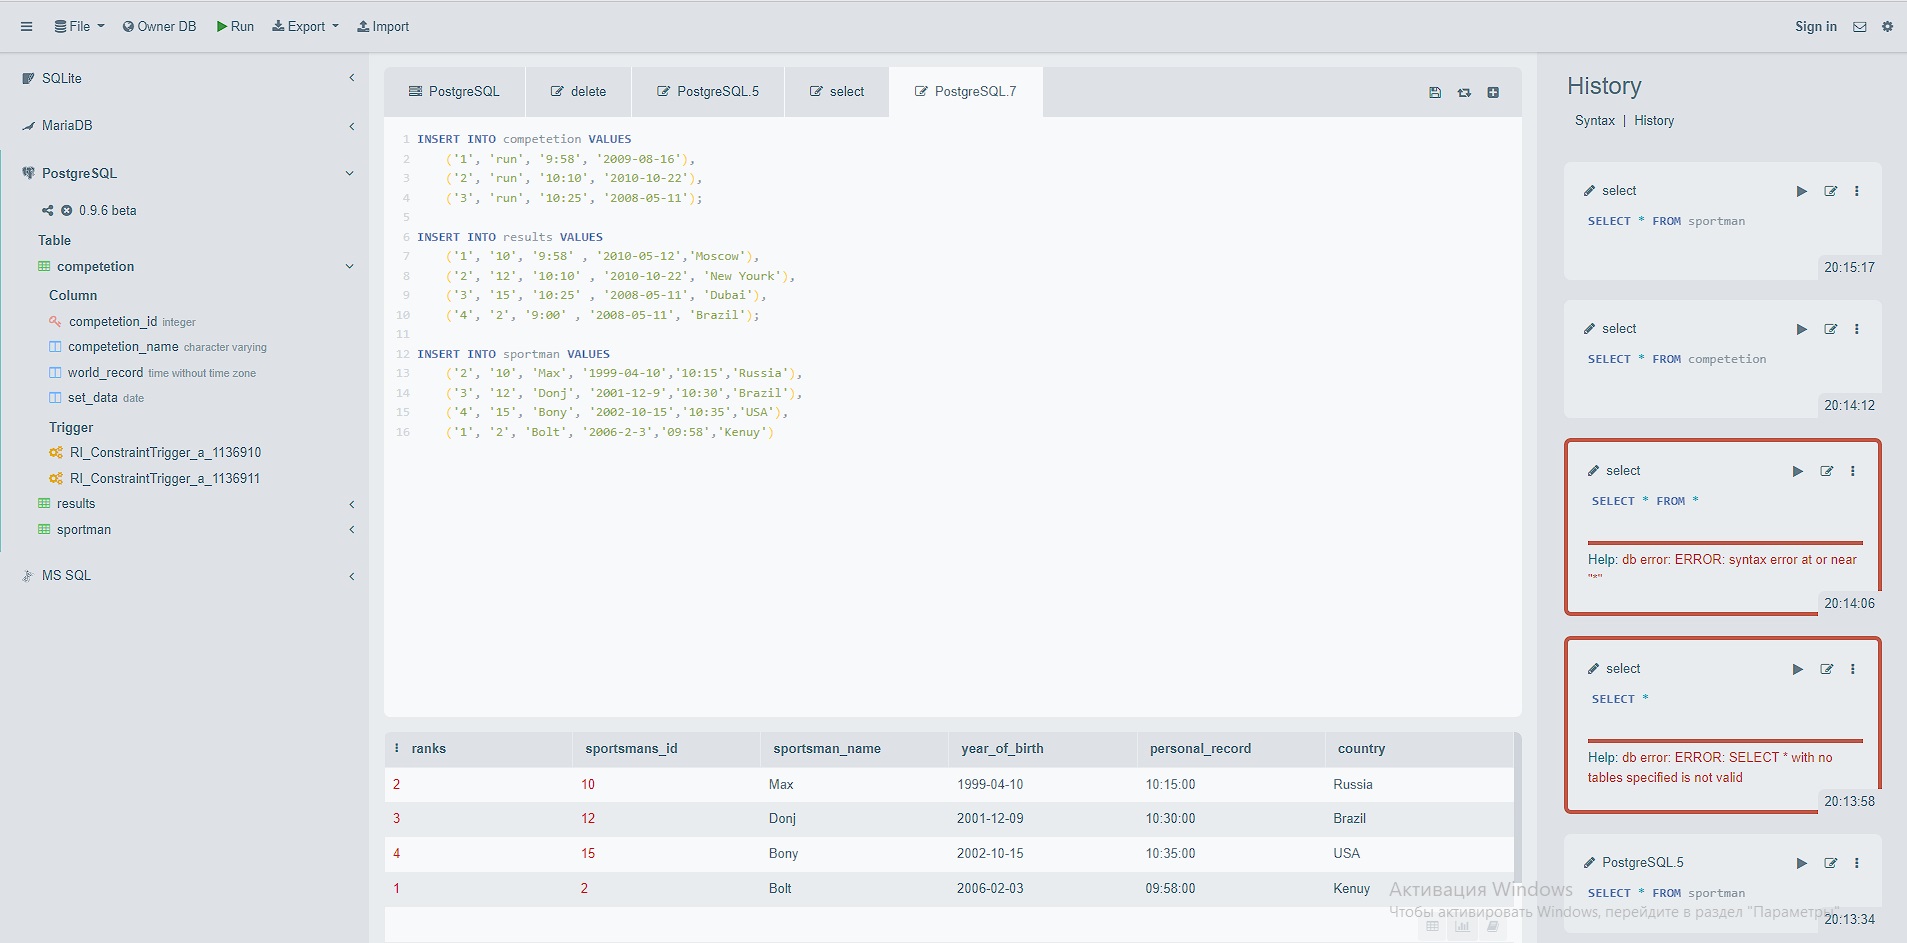 File Owner DB Run Export Import Sign in
SQLite
MariaDB
PostgreSQL
0.9.6 beta
Table
competetion
Column
competetion_id integer
competetion_name character varying
world_record time without time zone
set_data date
Trigger
RI_ConstraintTrigger_a_1136910
RI_ConstraintTrigger_a_1136911
results
sportman
MS SQL
PostgreSQL delete PostgreSQL.5 select PostgreSQL.7
1 INSERT INTO competetion VALUES
2 ('1', 'run', '9:58', '2009-08-16'),
3 ('2', 'run', '10:10', '2010-10-22'),
4 ('3', 'run', '10:25', '2008-05-11');
5
6 INSERT INTO results VALUES
7 ('1', '10', '9:58' , '2010-05-12','Moscow'),
8 ('2', '12', '10:10' , '2010-10-22', 'New Yourk'),
9 ('3', '15', '10:25' , '2008-05-11', 'Dubai'),
10 ('4', '2', '9:00' , '2008-05-11', 'Brazil');
11
12 INSERT INTO sportman VALUES
13 ('2', '10', 'Max', '1999-04-10','10:15','Russia'),
14 ('3', '12', 'Donj', '2001-12-9','10:30','Brazil'),
15 ('4', '15', 'Bony', '2002-10-15','10:35','USA'),
16 ('1', '2', 'Bolt', '2006-2-3','09:58','Kenuy')
ranks sportsmans_id sportsman_name year_of_birth personal_record country
2 10 Max 1999-04-10 10:15:00 Russia
3 12 Donj 2001-12-09 10:30:00 Brazil
4 15 Bony 2002-10-15 10:35:00 USA
1 2 Bolt 2006-02-03 09:58:00 Kenuy
History
Syntax | History
select
SELECT * FROM sportman
20:15:17
select
SELECT * FROM competetion
20:14:12
select
SELECT * FROM *
Help: db error: ERROR: syntax error at or near
"*"
20:14:06
select
SELECT *
Help: db error: ERROR: SELECT * with no
tables specified is not valid
20:13:58
PostgreSQL.5
SELECT * FROM sportman
20:13:34
Активация Windows
Чтобы активировать Windows, перейдите в раздел "Параметры".